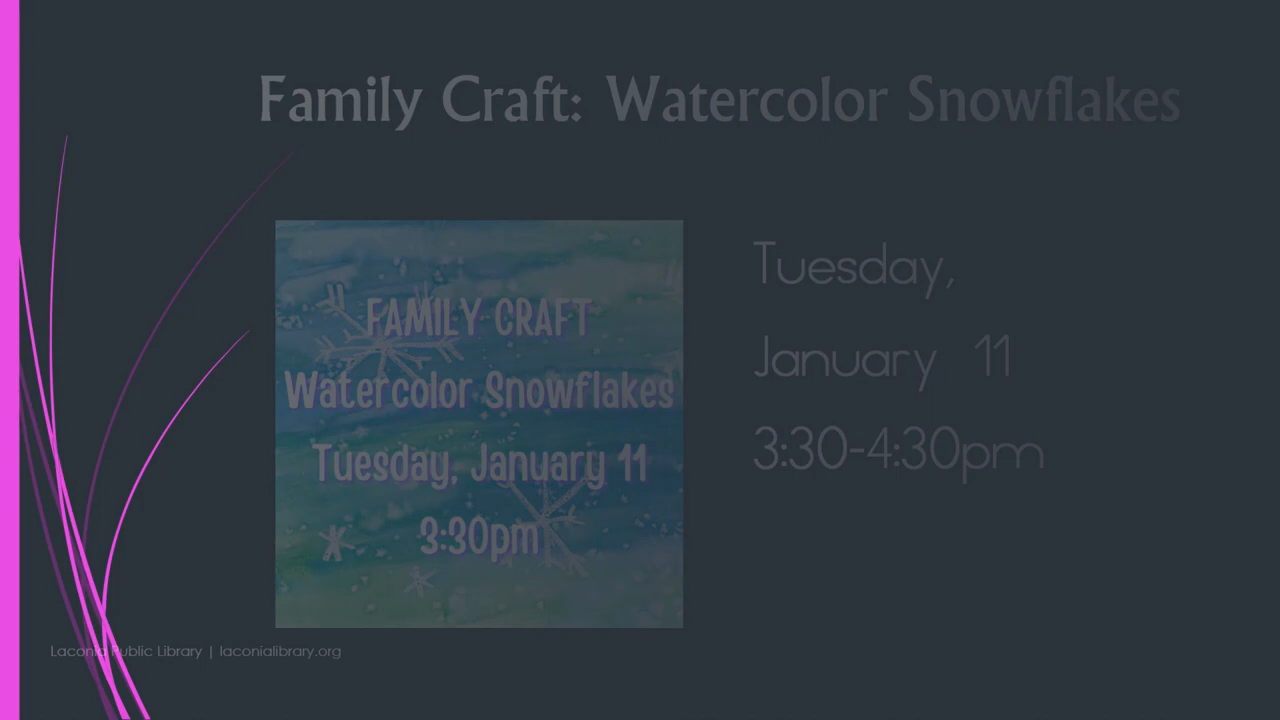 Family Craft: Watercolor Snowflakes
FAMILY CRAFT
Watercolor Snowflakes
Tuesday, January 11
3:30pm
Tuesday,
January 11
3:30-4:30pm
Laconia Public Library | laconialibrary.org